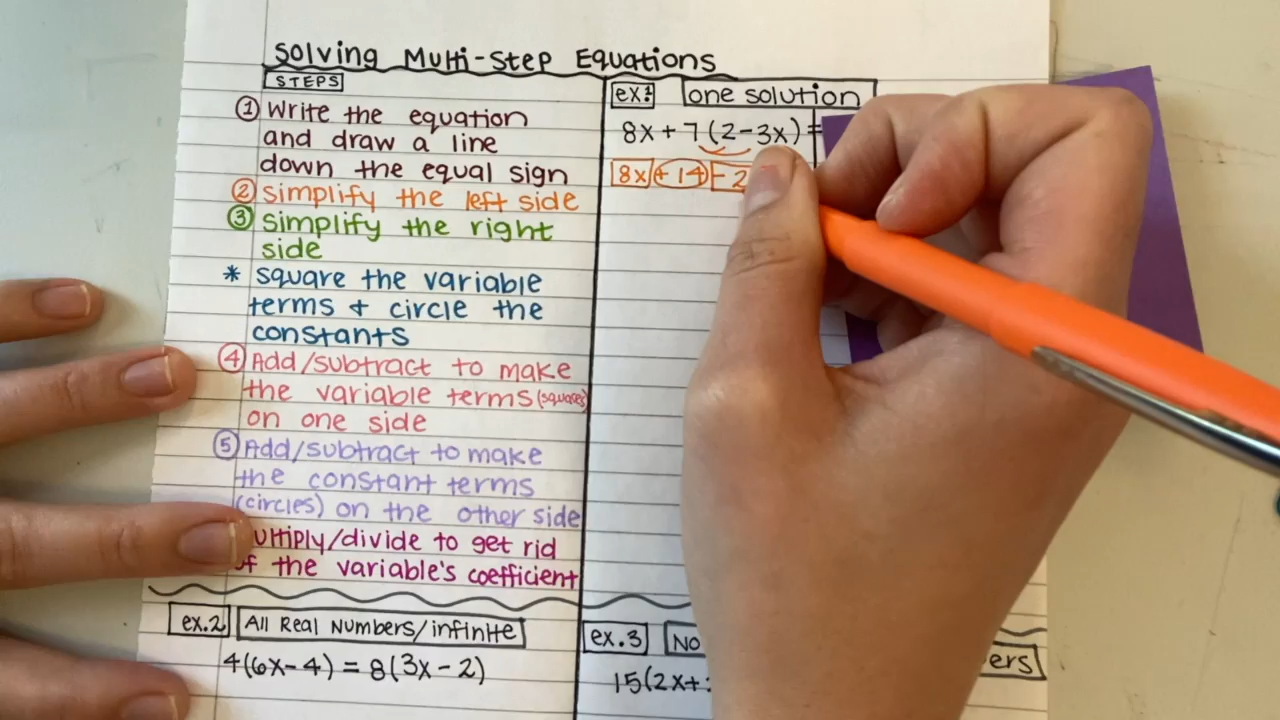 Solving Multi-Step Equations
STEPS
① Write the equation
and draw a line
down the equal sign
② simplify the left side
③ simplify the right
side
* square the variable
terms + circle the
constants
④ Add/subtract to make
the variable terms (squares)
on one side
⑤ Add/subtract to make
the constant terms
(circles) on the other side
ultiply/divide to get rid
of the variable's coefficient
ex.1 one solution
8x + 7(2-3x) =
8x + 14 - 2
ex.2 All Real Numbers/infinite
4(6x-4) = 8(3x-2)
ex.3 No
ers
15(2x+